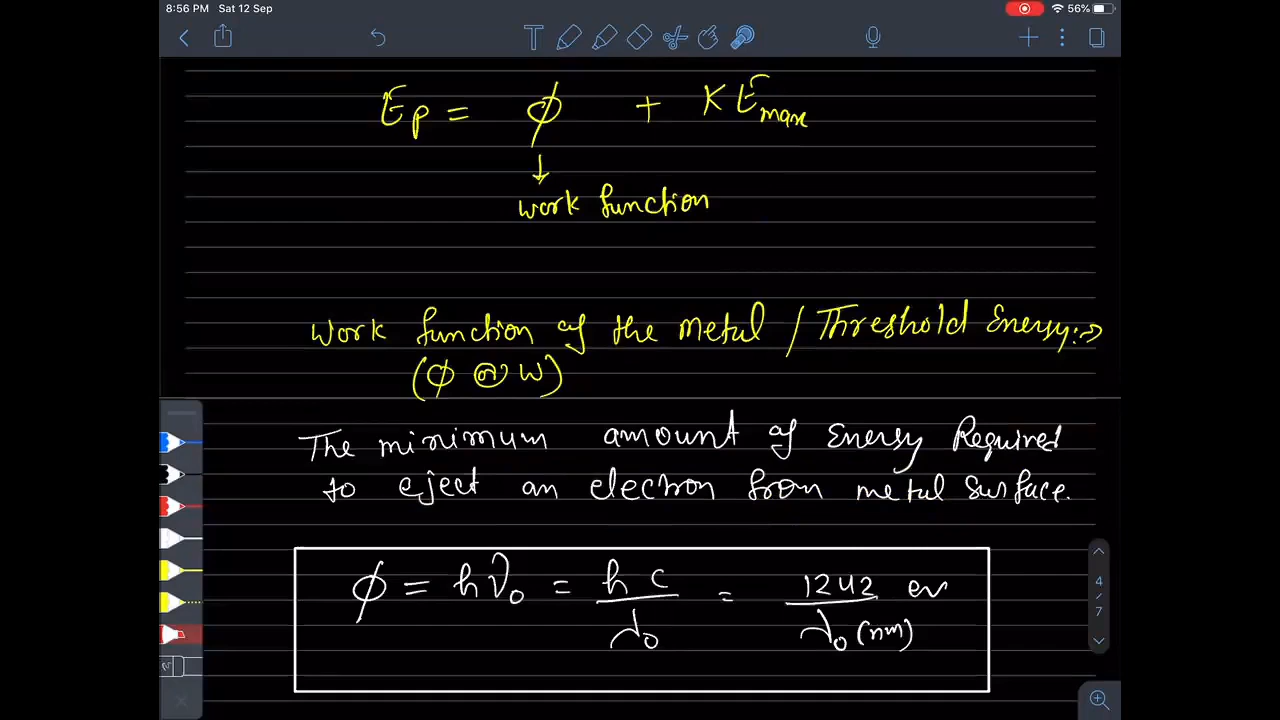 8:56 PM Sat 12 Sep 56%
Ep = φ + KEmax
↓
work function
Work function of the Metal / Threshold Energy:->
(φ or W)
The minimum amount of Energy Required
to eject an electron from metal surface.
φ = hν₀ = hc/λ₀ = 1242/λ₀(nm) ev
4/7